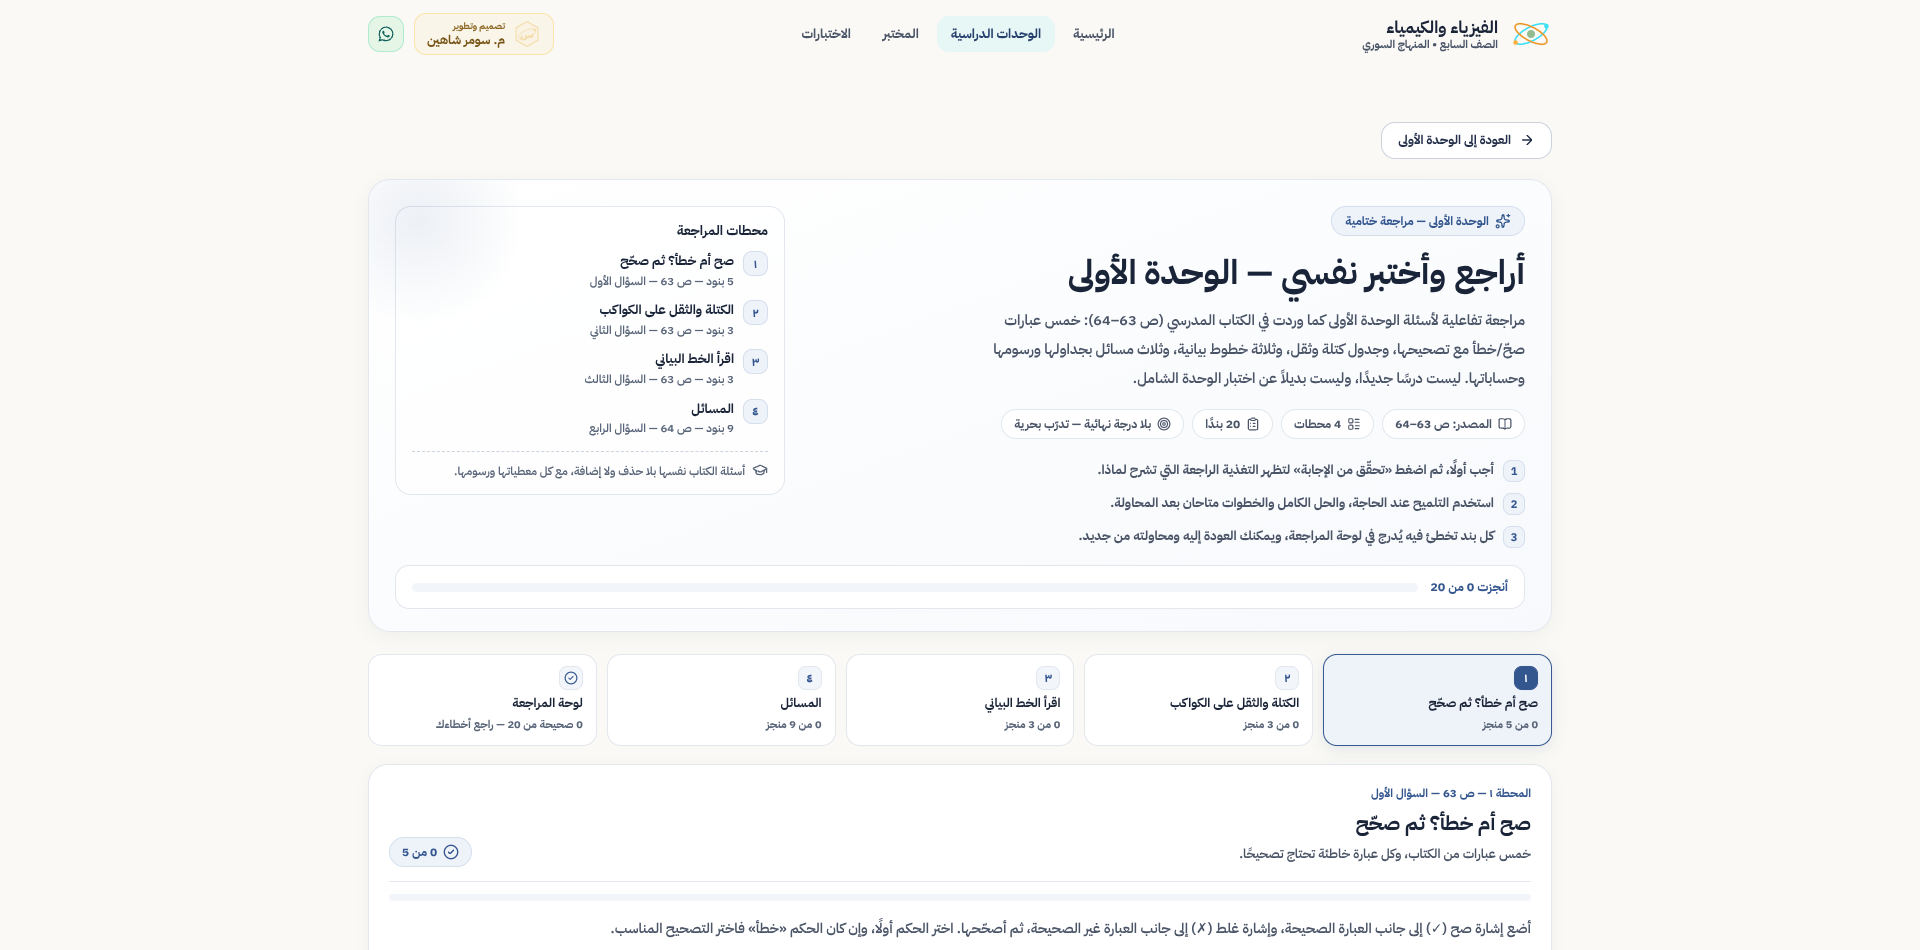 الفيزياء والكيمياء
الصف السابع • المنهاج السوري
الرئيسية
الوحدات الدراسية
المختبر
الاختبارات
تصميم وتطوير
م. سومر شاهين
العودة إلى الوحدة الأولى
الوحدة الأولى — مراجعة ختامية
أراجع وأختبر نفسي — الوحدة الأولى
مراجعة تفاعلية لأسئلة الوحدة الأولى كما وردت في الكتاب المدرسي (ص 63–64): خمس عبارات
صحّ/خطأ مع تصحيحها، وجدول كتلة وثقل، وثلاثة خطوط بيانية، وثلاث مسائل بجداولها ورسومها
وحساباتها. ليست درسًا جديدًا، وليست بديلاً عن اختبار الوحدة الشامل.
المصدر: ص 63–64
4 محطات
20 بندًا
بلا درجة نهائية — تدرّب بحرية
1 أجب أولًا، ثم اضغط «تحقّق من الإجابة» لتظهر التغذية الراجعة التي تشرح لماذا.
2 استخدم التلميح عند الحاجة، والحل الكامل والخطوات متاحان بعد المحاولة.
3 كل بند تخطئ فيه يُدرج في لوحة المراجعة، ويمكنك العودة إليه ومحاولته من جديد.
محطات المراجعة
١ صح أم خطأ؟ ثم صحّح
5 بنود — ص 63 — السؤال الأول
٢ الكتلة والثقل على الكواكب
3 بنود — ص 63 — السؤال الثاني
٣ اقرأ الخط البياني
3 بنود — ص 63 — السؤال الثالث
٤ المسائل
9 بنود — ص 64 — السؤال الرابع
أسئلة الكتاب نفسها بلا حذف ولا إضافة، مع كل معطياتها ورسومها.
أنجزت 0 من 20
١
صح أم خطأ؟ ثم صحّح
0 من 5 منجز
٢
الكتلة والثقل على الكواكب
0 من 3 منجز
٣
اقرأ الخط البياني
0 من 3 منجز
٤
المسائل
0 من 9 منجز
لوحة المراجعة
0 صحيحة من 20 — راجع أخطاءك
المحطة ١ — ص 63 — السؤال الأول
صح أم خطأ؟ ثم صحّح
خمس عبارات من الكتاب، وكل عبارة خاطئة تحتاج تصحيحًا.
0 من 5
أضع إشارة صح (✓) إلى جانب العبارة الصحيحة، وإشارة غلط (✗) إلى جانب العبارة غير الصحيحة، ثم أصحّحها. اختر الحكم أولًا، وإن كان الحكم «خطأ» فاختر التصحيح المناسب.